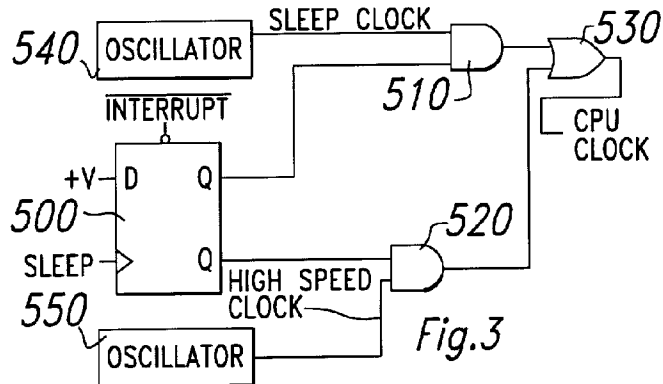 SLEEP CLOCK
530
540
OSCILLATOR
510
INTERRUPT
CPU
CLOCK
+V
D
Q
500
520
SLEEP
Q
HIGH SPEED
CLOCK
550
OSCILLATOR
Fig.3